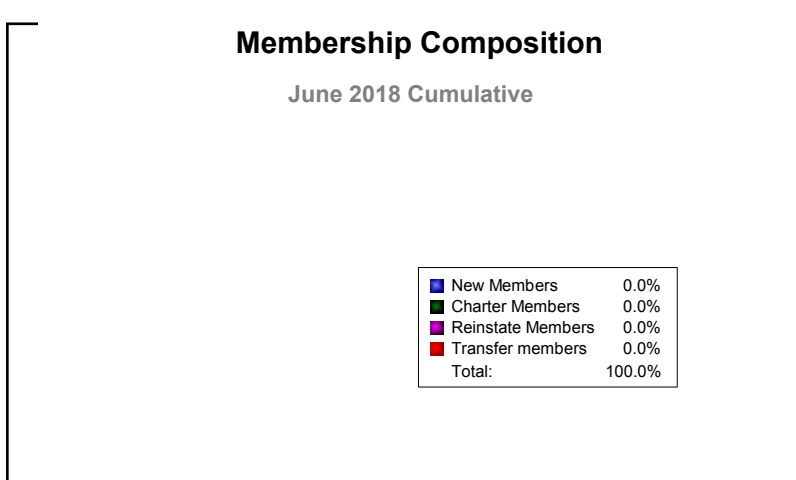 Membership Composition
June 2018 Cumulative
New Members 0.0%
Charter Members 0.0%
Reinstate Members 0.0%
Transfer members 0.0%
Total: 100.0%